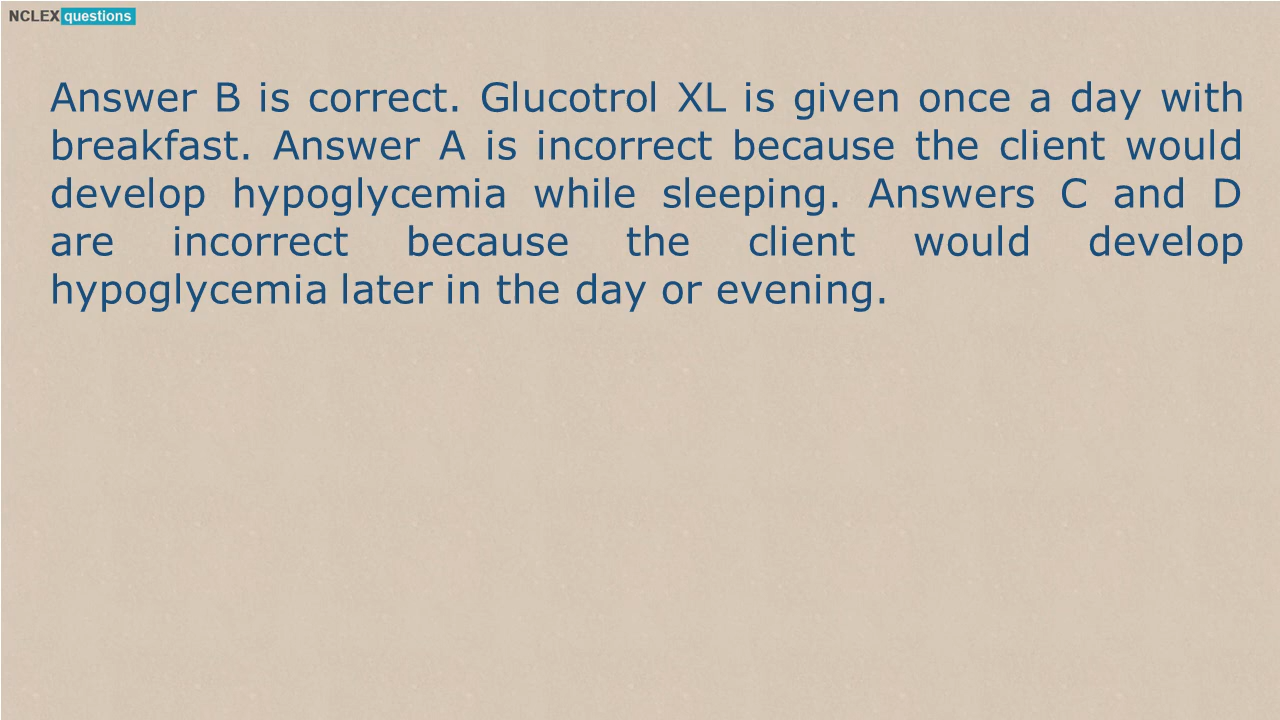 NCLEX questions
Answer B is correct. Glucotrol XL is given once a day with
breakfast. Answer A is incorrect because the client would
develop hypoglycemia while sleeping. Answers C and D
are incorrect because the client would develop
hypoglycemia later in the day or evening.